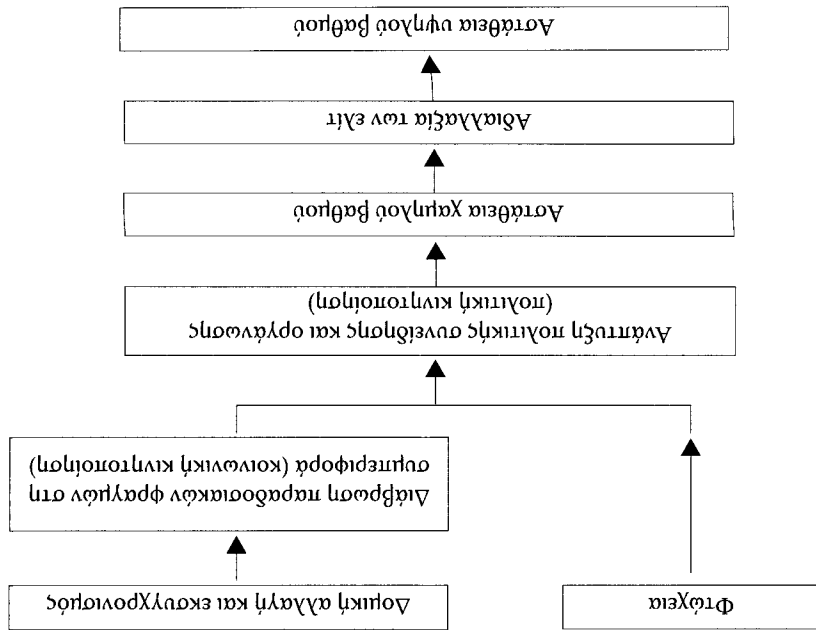 Φτώχεια
Δομική αλλαγή και εκσυγχρονισμός
Διάβρωση παραδοσιακών φραγμών στη
συμπεριφορά (κοινωνική κινητοποίηση)
Ανάπτυξη πολιτικής συνείδησης και οργάνωσης
(πολιτική κινητοποίηση)
Αστάθεια χαμηλού βαθμού
Αδιαλλαξία των ελίτ
Αστάθεια υψηλού βαθμού